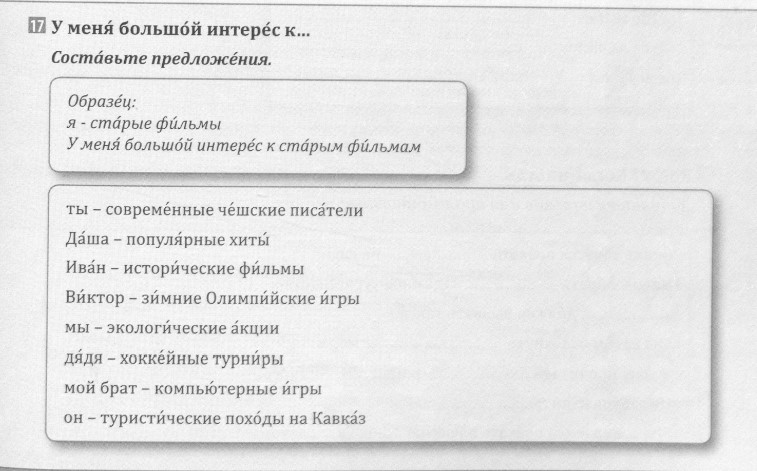 17 У меня́ большо́й интере́с к...
Соста́вьте предложе́ния.
Образе́ц:
я - ста́рые фи́льмы
У меня́ большо́й интере́с к ста́рым фи́льмам
ты – совреме́нные че́шские писа́тели
Да́ша – популя́рные хиты́
Ива́н – истори́ческие фи́льмы
Ви́ктор – зи́мние Олимпи́йские и́гры
мы – экологи́ческие а́кции
дя́дя – хокке́йные турни́ры
мой брат – компью́терные и́гры
он – туристи́ческие похо́ды на Кавка́з